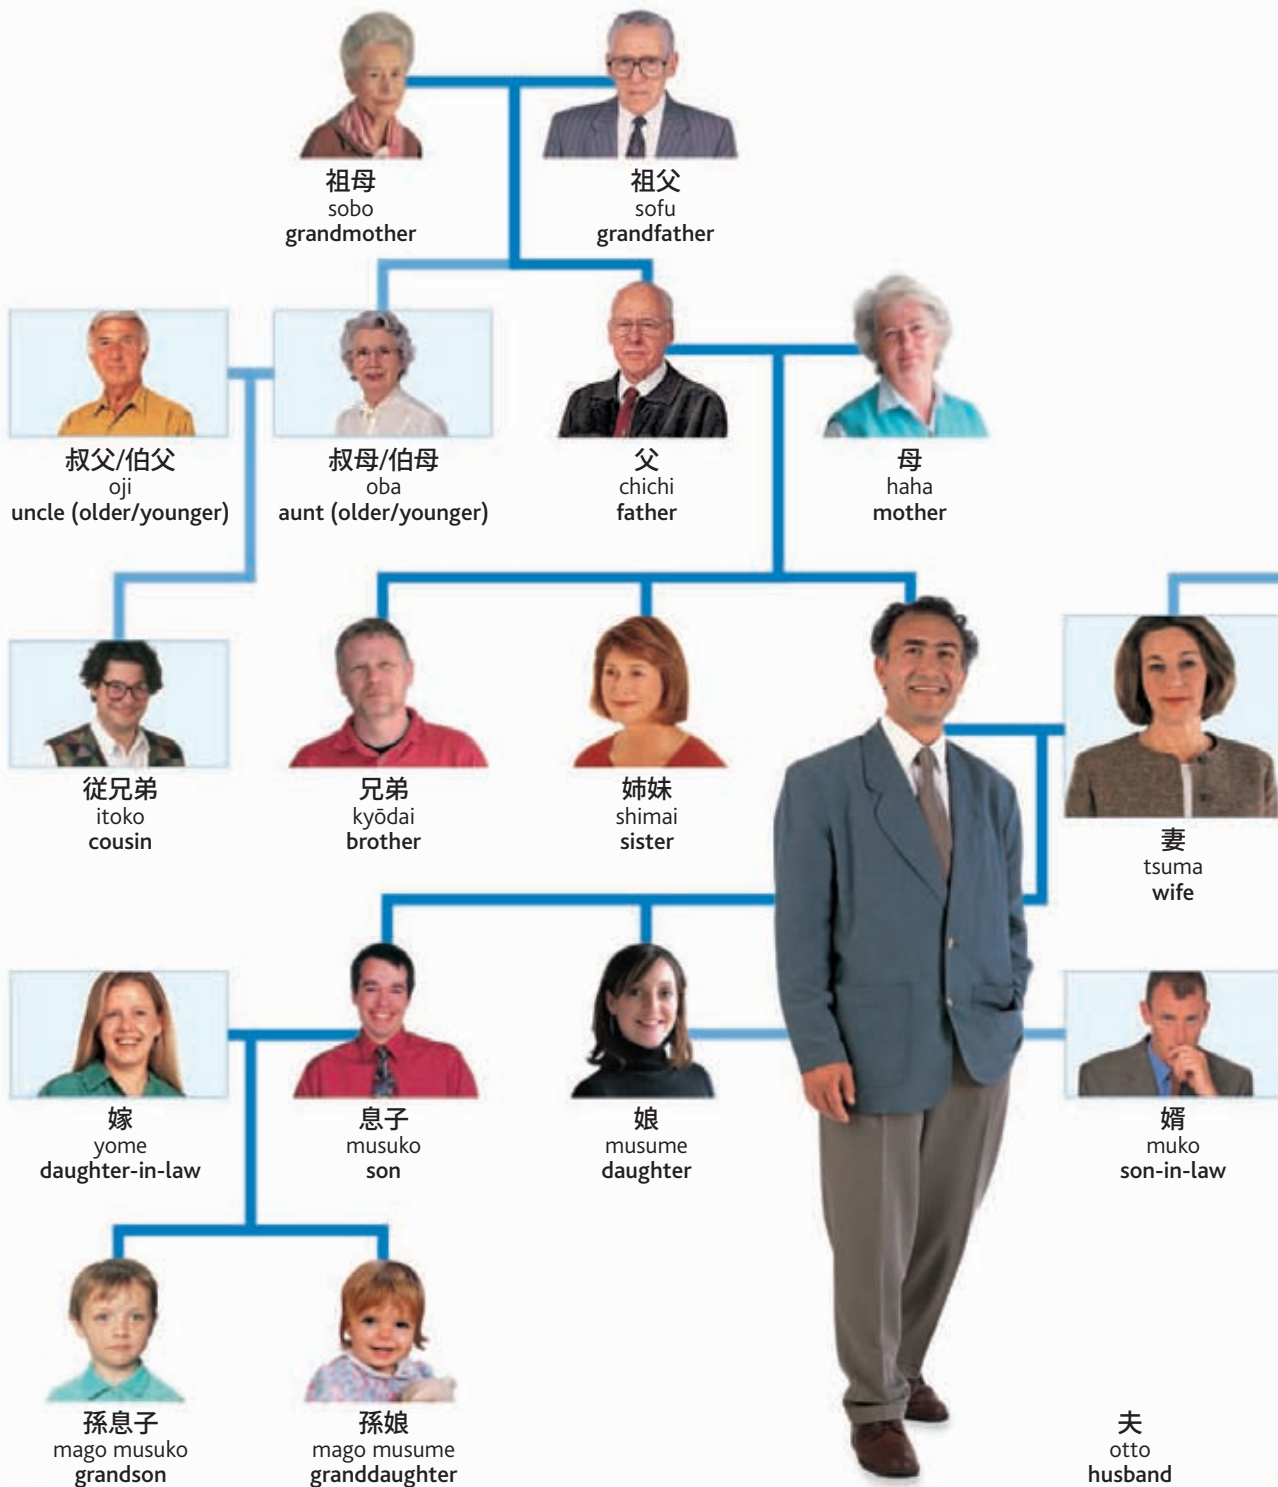 祖母
sobo
grandmother
祖父
sofu
grandfather
叔父/伯父
oji
uncle (older/younger)
叔母/伯母
oba
aunt (older/younger)
父
chichi
father
母
haha
mother
従兄弟
itoko
cousin
兄弟
kyōdai
brother
姉妹
shimai
sister
妻
tsuma
wife
嫁
yome
daughter-in-law
息子
musuko
son
娘
musume
daughter
婿
muko
son-in-law
孫息子
mago musuko
grandson
孫娘
mago musume
granddaughter
夫
otto
husband